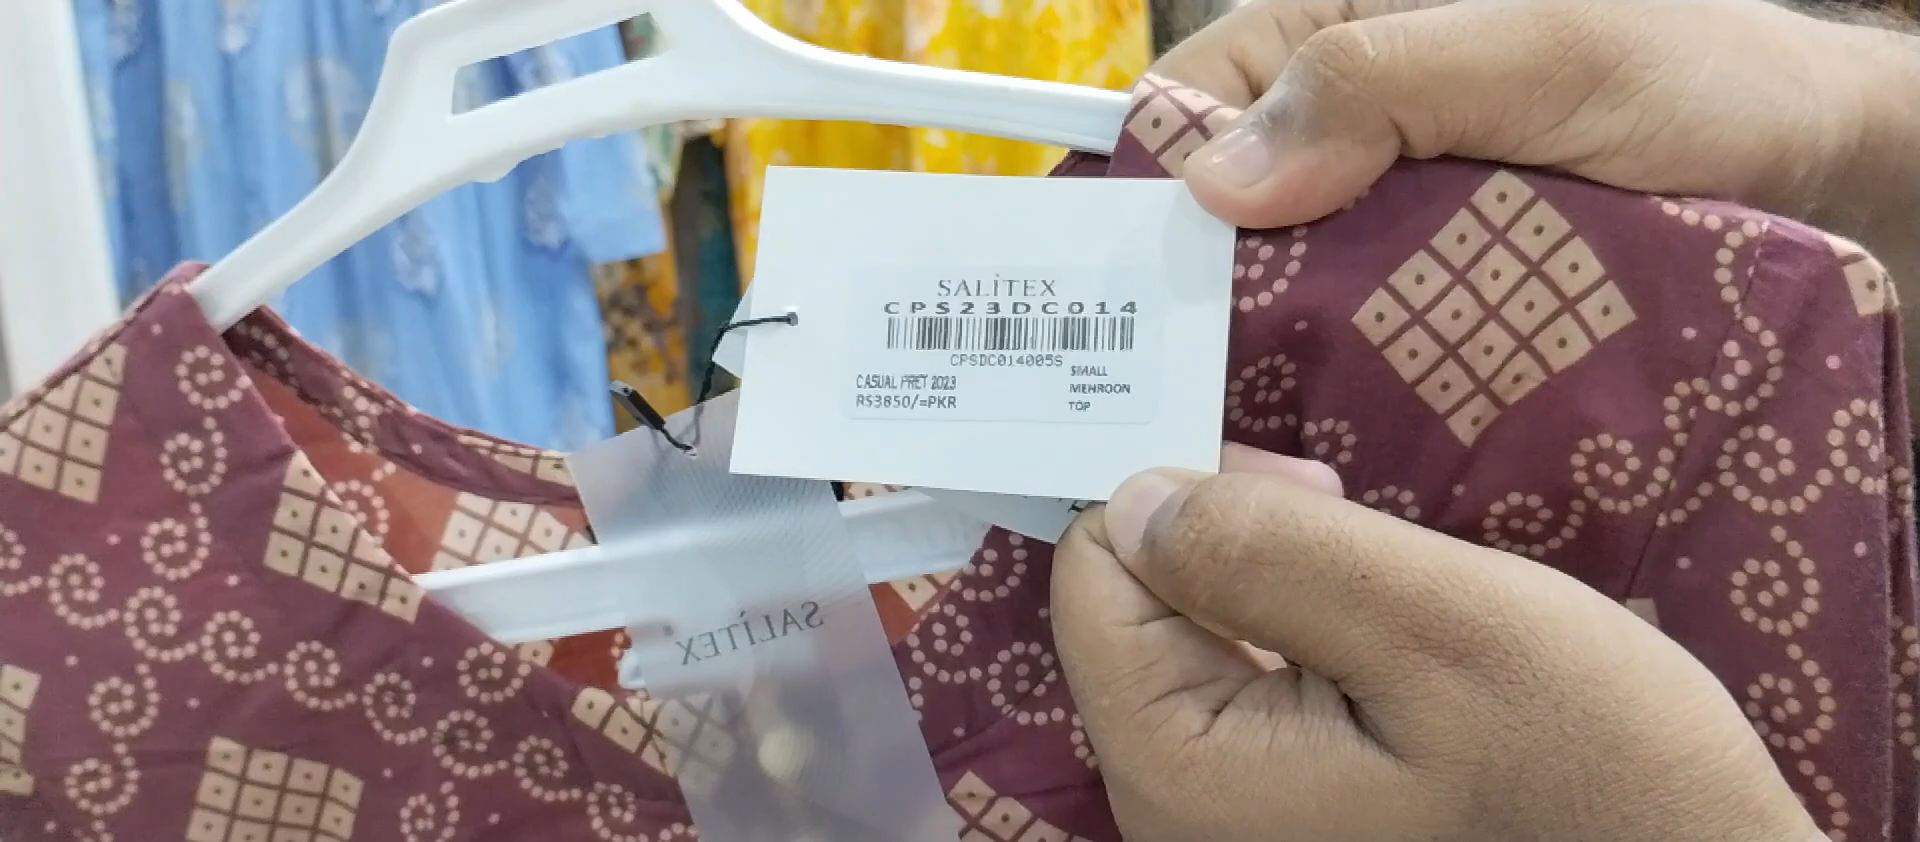 SALİTEX
CPS23DC014
CPSDC014005S
SMALL
CASUAL PRET 2023
MEHROON
RS3850/=PKR
TOP
SALİTEX®